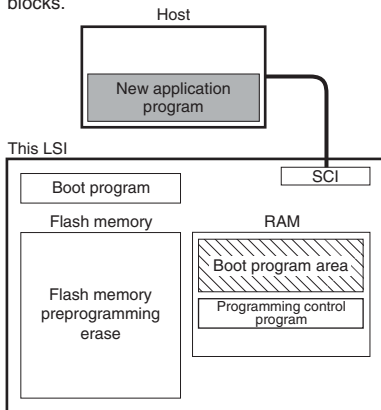 blocks.
Host
New application
program
This LSI
SCI
Boot program
Flash memory
RAM
Boot program area
Flash memory
preprogramming
erase
Programming control
program